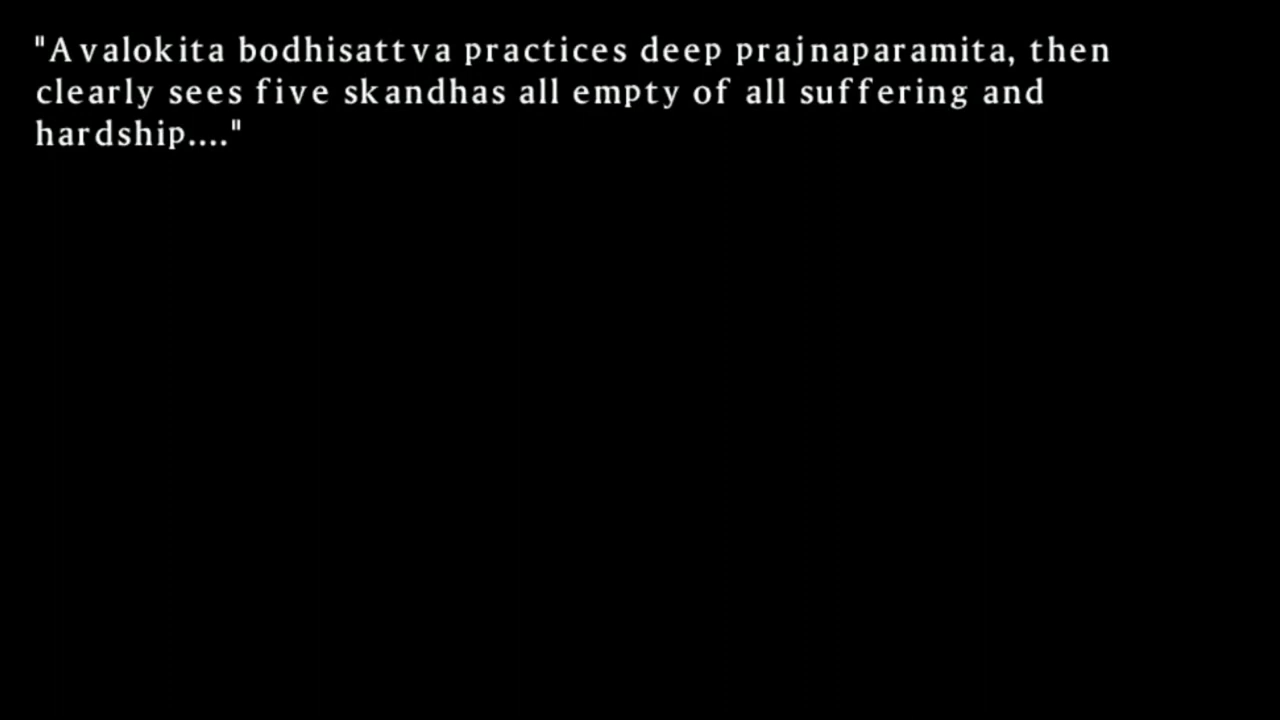 "Avalokita bodhisattva practices deep prajnaparamita, then
clearly sees five skandhas all empty of all suffering and
hardship...."